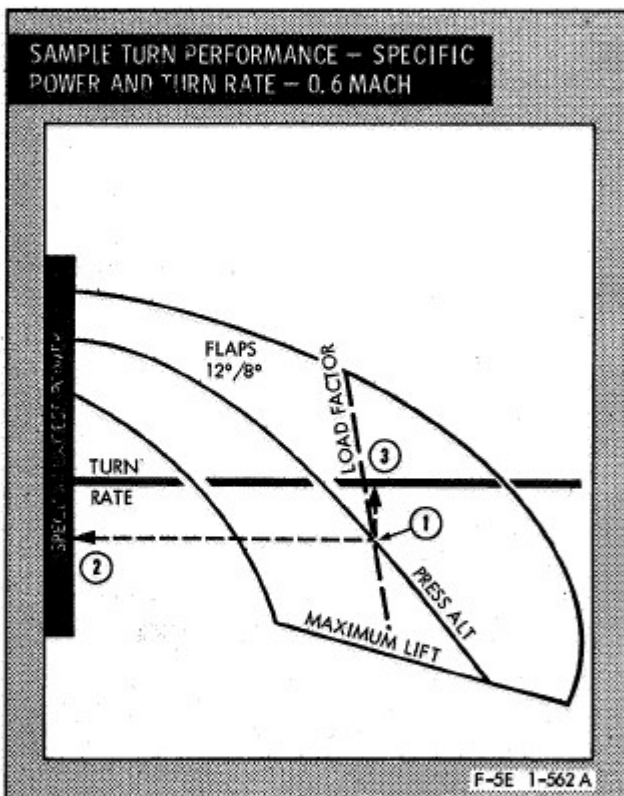 SAMPLE TURN PERFORMANCE – SPECIFIC
POWER AND TURN RATE – 0.6 MACH
FLAPS
12°/8°
LOAD FACTOR
TURN
RATE
3
1
2
PRESS ALT
MAXIMUM LIFT
F-5E 1-562 A